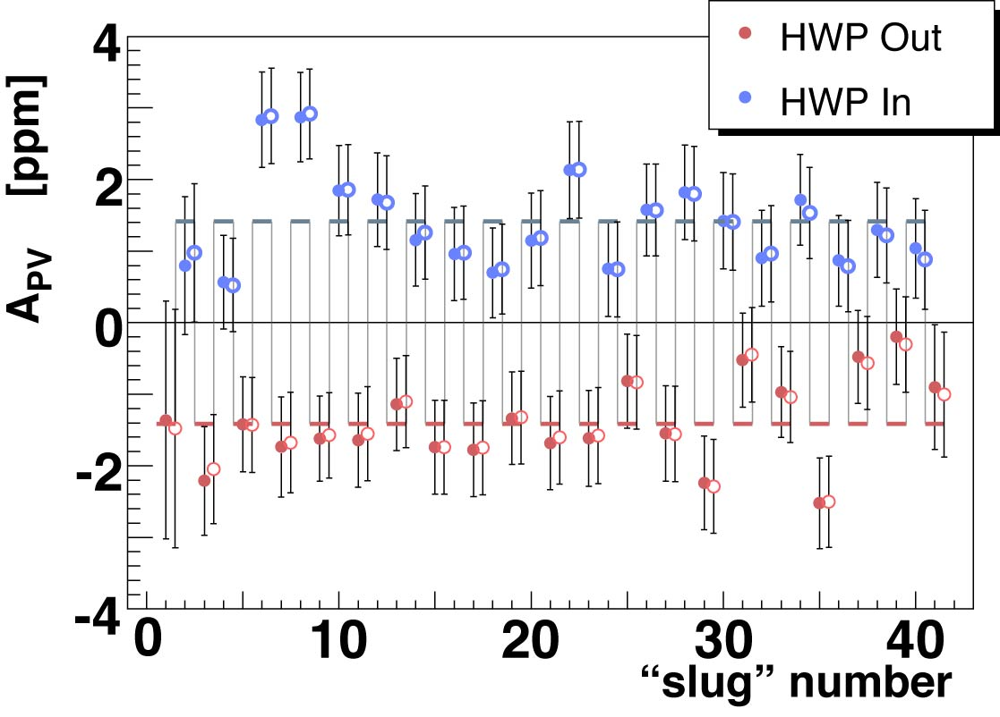 HWP Out
HWP In
4
2
0
-2
-4
A_PV [ppm]
0 10 20 30 40
“slug” number